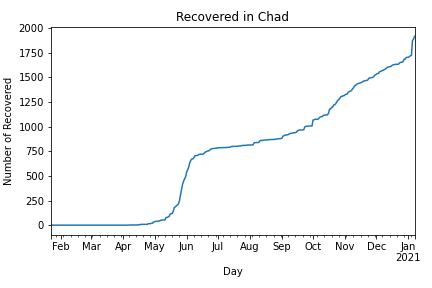 Recovered in Chad
Number of Recovered
2000
1750
1500
1250
1000
750
500
250
0
Feb Mar Apr May Jun Jul Aug Sep Oct Nov Dec Jan
2021
Day